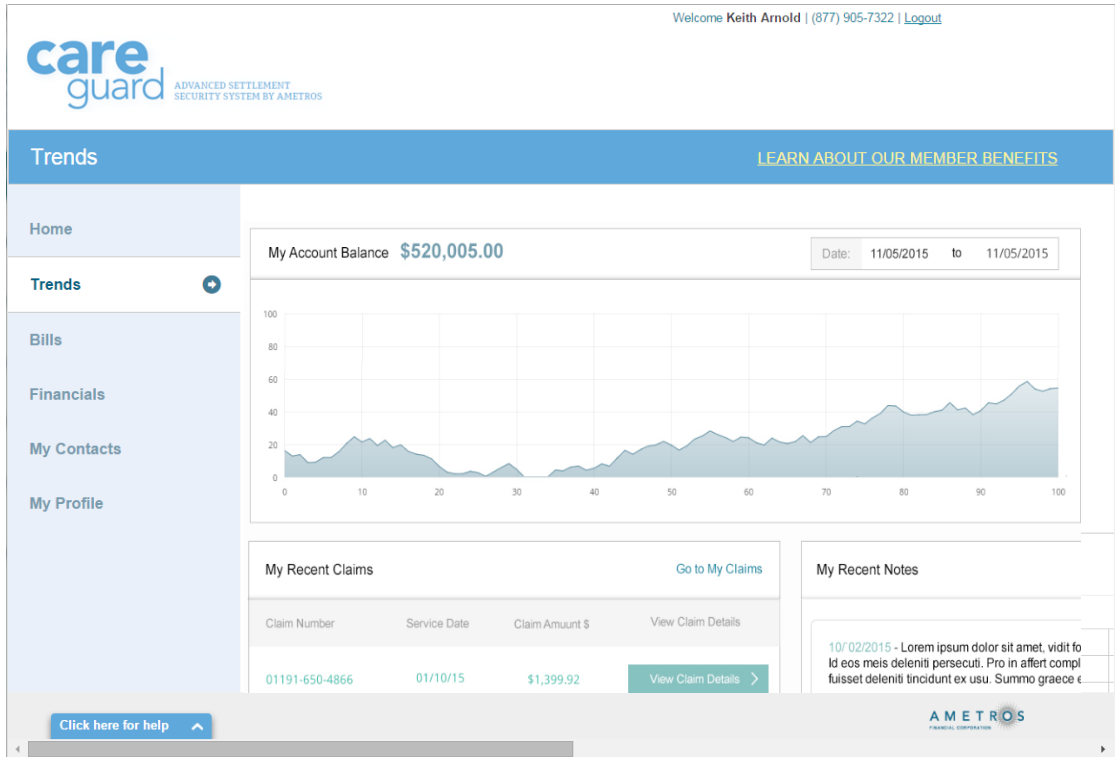 Welcome Keith Arnold | (877) 905-7322 | Logout
care
guard
ADVANCED SETTLEMENT
SECURITY SYSTEM BY AMETROS
Trends
LEARN ABOUT OUR MEMBER BENEFITS
Home
Trends
Bills
Financials
My Contacts
My Profile
My Account Balance $520,005.00
Date: 11/05/2015 to 11/05/2015
100
80
60
40
20
0
0 10 20 30 40 50 60 70 80 90 100
My Recent Claims Go to My Claims
Claim Number Service Date Claim Amuunt $ View Claim Details
01191-650-4866 01/10/15 $1,399.92 View Claim Details
My Recent Notes
10/02/2015 - Lorem ipsum dolor sit amet, vidit fo
Id eos meis deleniti persecuti. Pro in affert compl
fuisset deleniti tincidunt ex usu. Summo graece e
Click here for help
AMETROS
FINANCIAL CORPORATION